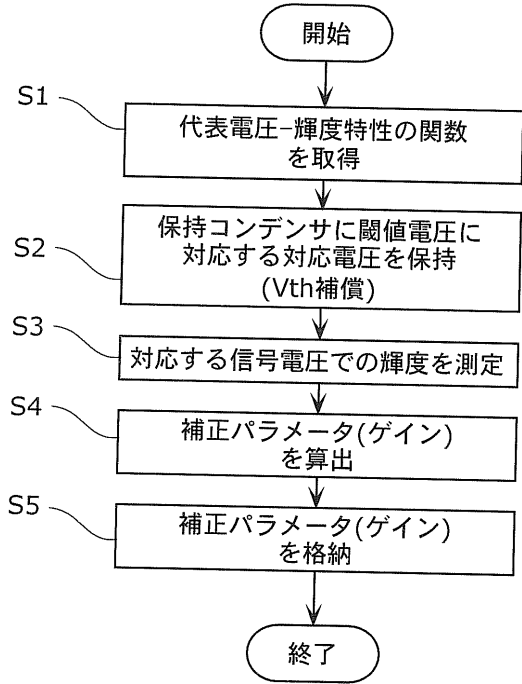 開始
S1
代表電圧-輝度特性の関数
を取得
S2
保持コンデンサに閾値電圧に
対応する対応電圧を保持
(Vth補償)
S3
対応する信号電圧での輝度を測定
S4
補正パラメータ(ゲイン)
を算出
S5
補正パラメータ(ゲイン)
を格納
終了